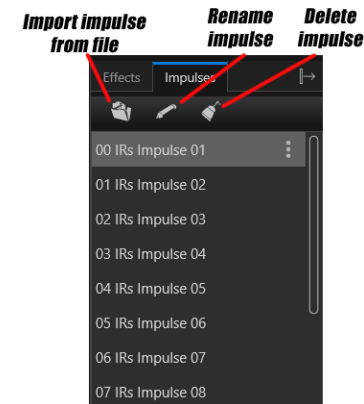 Import impulse
from file
Rename
impulse
Delete
impulse
Effects
Impulses
00 IRs Impulse 01
01 IRs Impulse 02
02 IRs Impulse 03
03 IRs Impulse 04
04 IRs Impulse 05
05 IRs Impulse 06
06 IRs Impulse 07
07 IRs Impulse 08